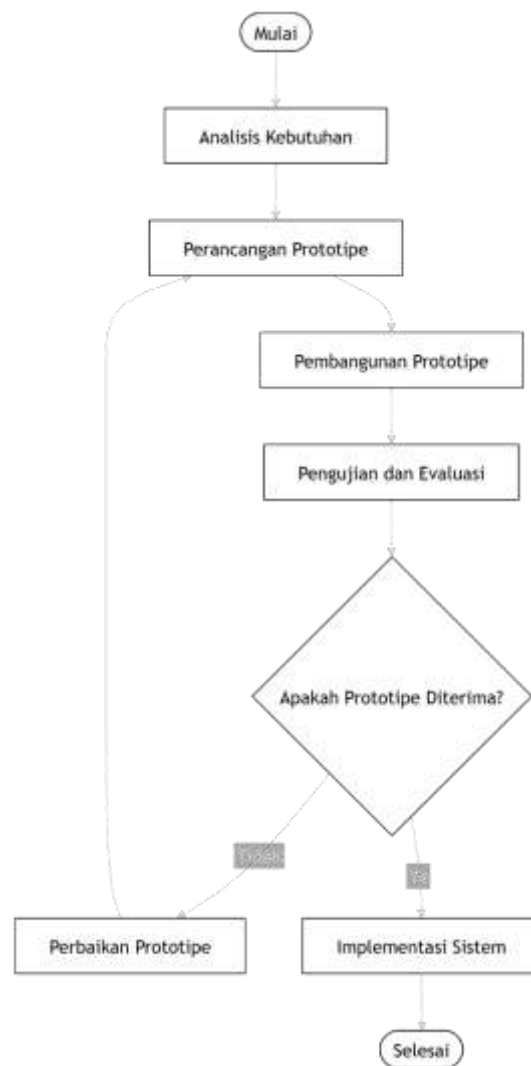 Mulai
Analisis Kebutuhan
Perancangan Prototipe
Pembangunan Prototipe
Pengujian dan Evaluasi
Apakah Prototipe Diterima?
Tidak
Ya
Perbaikan Prototipe
Implementasi Sistem
Selesai